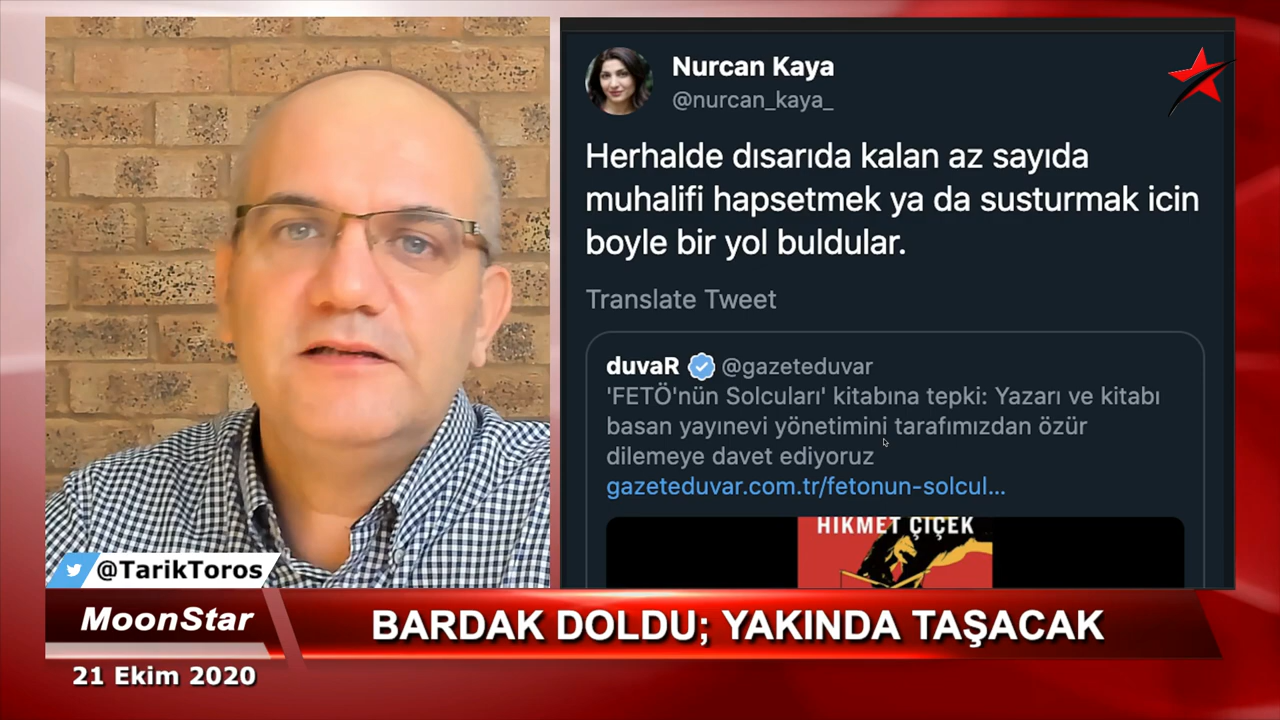 Nurcan Kaya
@nurcan_kaya_
Herhalde dısarıda kalan az sayıda
muhalifi hapsetmek ya da susturmak icin
boyle bir yol buldular.
Translate Tweet
duvaR @gazeteduvar
'FETÖ'nün Solcuları' kitabına tepki: Yazarı ve kitabı
basan yayınevi yönetimini tarafımızdan özür
dilemeye davet ediyoruz
gazeteduvar.com.tr/fetonun-solcul...
HİKMET ÇİÇEK
@TarikToros
MoonStar
BARDAK DOLDU; YAKINDA TAŞACAK
21 Ekim 2020